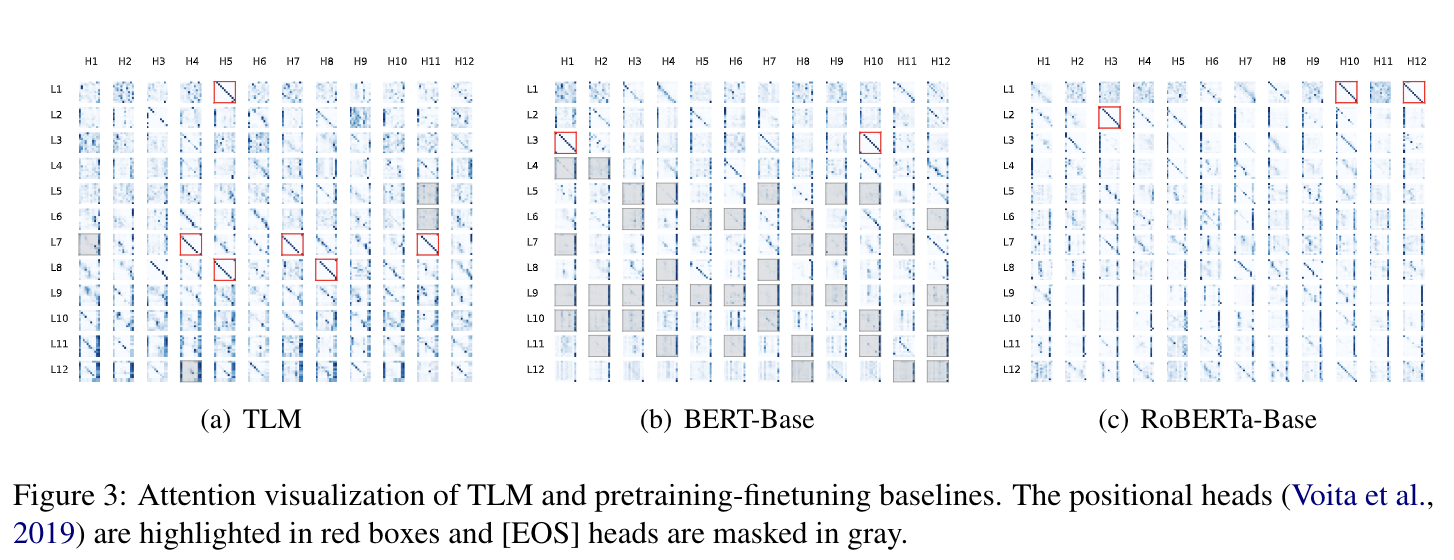 H1 H2 H3 H4 H5 H6 H7 H8 H9 H10 H11 H12
L1
L2
L3
L4
L5
L6
L7
L8
L9
L10
L11
L12
(a) TLM
H1 H2 H3 H4 H5 H6 H7 H8 H9 H10 H11 H12
L1
L2
L3
L4
L5
L6
L7
L8
L9
L10
L11
L12
(b) BERT-Base
H1 H2 H3 H4 H5 H6 H7 H8 H9 H10 H11 H12
L1
L2
L3
L4
L5
L6
L7
L8
L9
L10
L11
L12
(c) RoBERTa-Base
Figure 3: Attention visualization of TLM and pretraining-finetuning baselines. The positional heads (Voita et al.,
2019) are highlighted in red boxes and [EOS] heads are masked in gray.